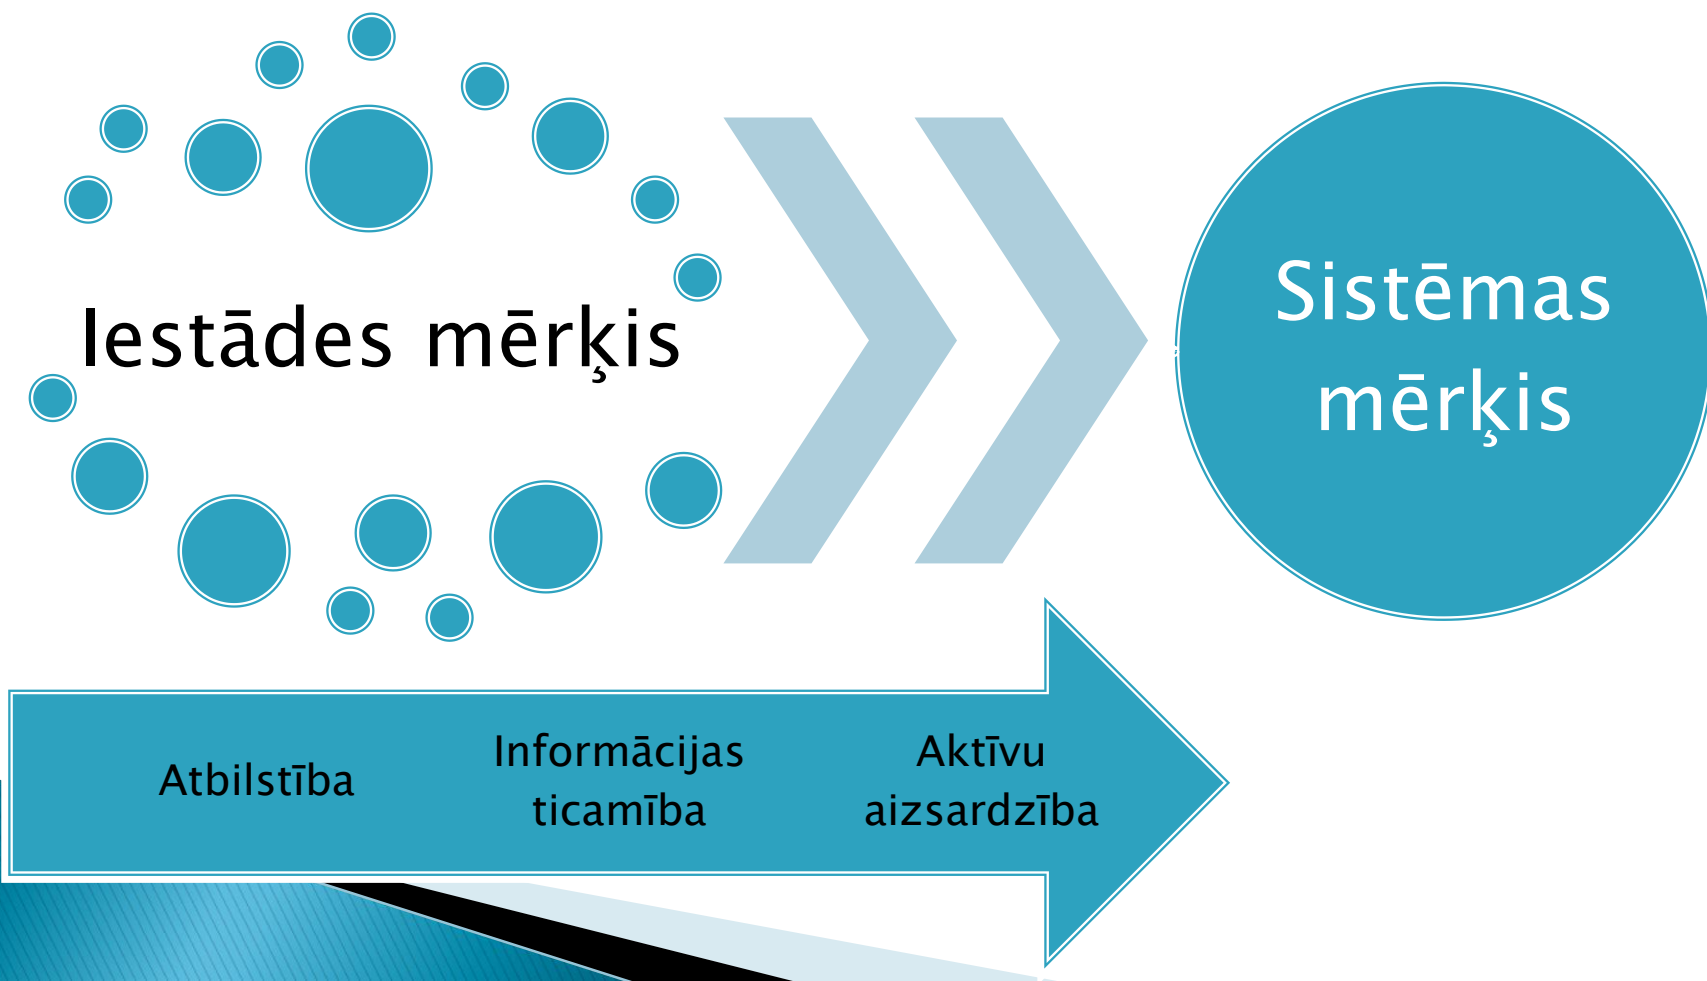 Iestādes mērķis
Sistēmas
mērķis
Atbilstība
Informācijas
ticamība
Aktīvu
aizsardzība